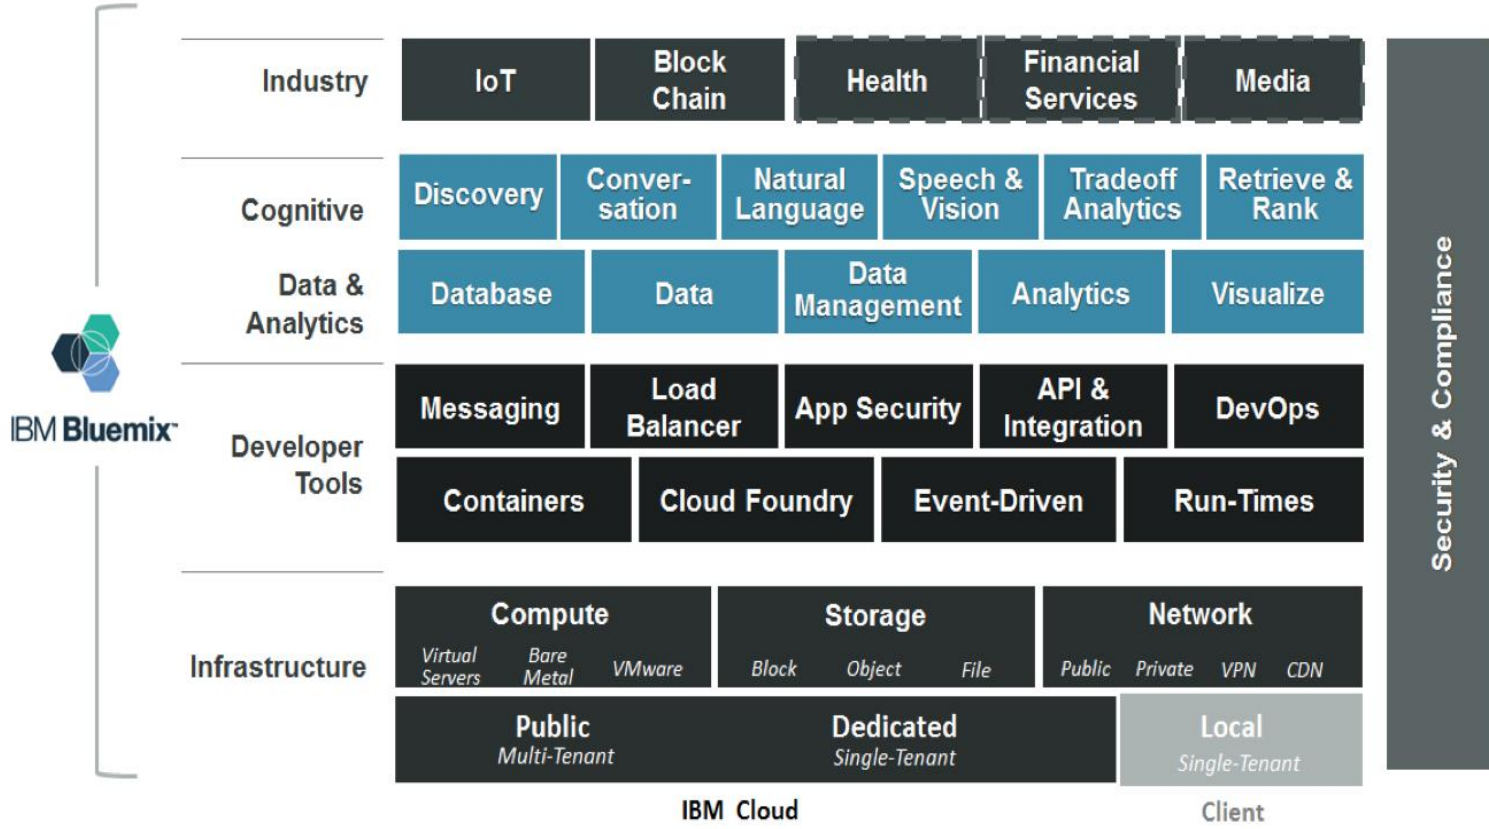 Industry
IoT
Block
Chain
Health
Financial
Services
Media
Cognitive
Discovery
Conver-
sation
Natural
Language
Speech &
Vision
Tradeoff
Analytics
Retrieve &
Rank
Data &
Analytics
Database
Data
Data
Management
Analytics
Visualize
IBM Bluemix™
Developer
Tools
Messaging
Load
Balancer
App Security
API &
Integration
DevOps
Containers
Cloud Foundry
Event-Driven
Run-Times
Infrastructure
Compute
Virtual
Servers
Bare
Metal
VMware
Storage
Block
Object
File
Network
Public
Private
VPN
CDN
Public
Multi-Tenant
Dedicated
Single-Tenant
Local
Single-Tenant
IBM Cloud
Client
Security & Compliance